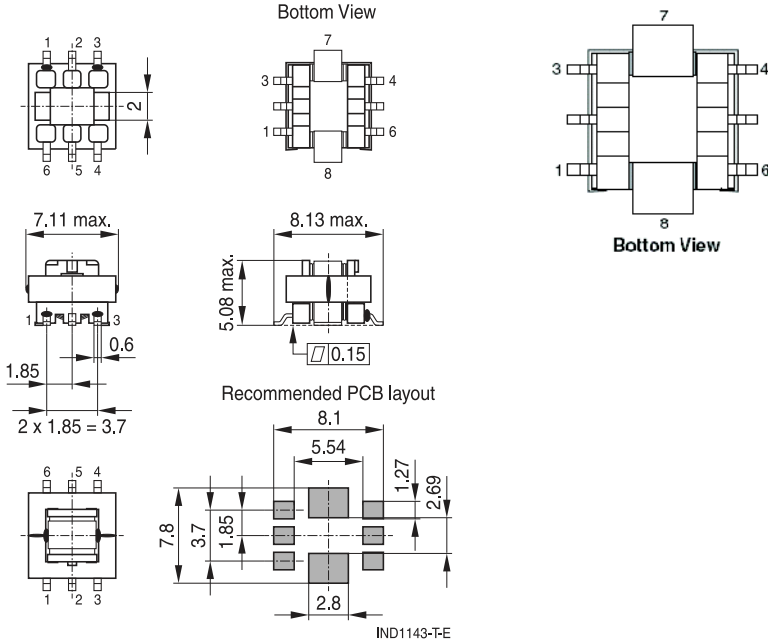 Bottom View
1 2 3
2
6 5 4
7
3 4
1 6
8
7
3 4
1 6
8
Bottom View
7.11 max.
1 3
0.6
1.85
2 x 1.85 = 3.7
8.13 max.
5.08 max.
0.15
Recommended PCB layout
8.1
5.54
1.27
2.69
7.8
3.7
1.85
2.8
6 5 4
1 2 3
IND1143-T-E